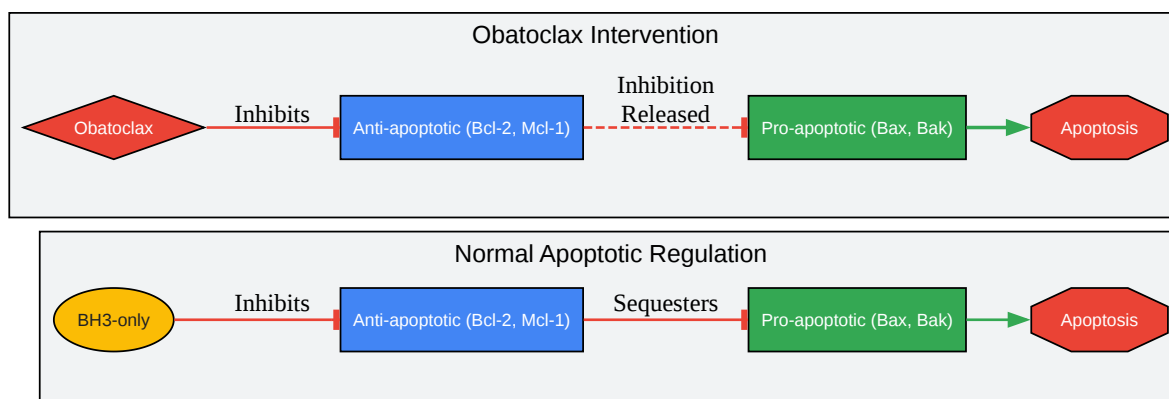 Obatoclax Intervention
Obatoclax
Inhibits
Anti-apoptotic (Bcl-2, Mcl-1)
Inhibition
Released
Pro-apoptotic (Bax, Bak)
Apoptosis
Normal Apoptotic Regulation
BH3-only
Inhibits
Anti-apoptotic (Bcl-2, Mcl-1)
Sequesters
Pro-apoptotic (Bax, Bak)
Apoptosis